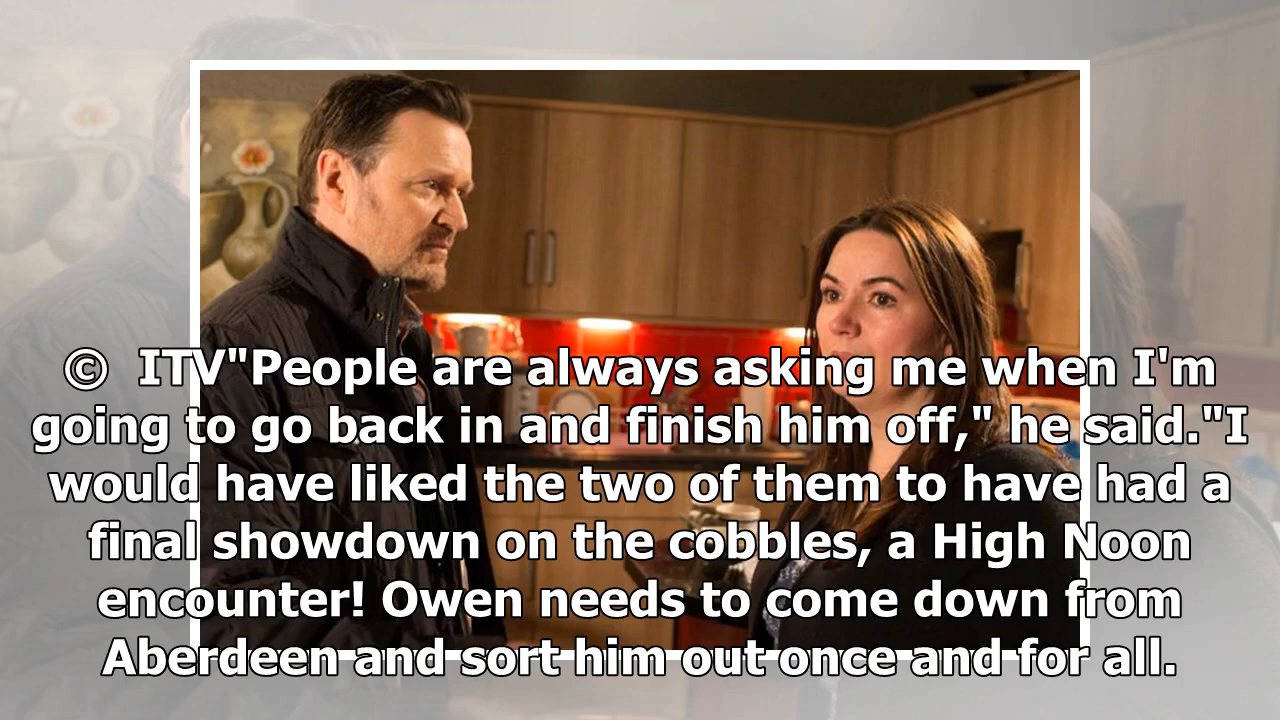 ©  ITV"People are always asking me when I'm
going to go back in and finish him off," he said."I
would have liked the two of them to have had a
final showdown on the cobbles, a High Noon
encounter! Owen needs to come down from
Aberdeen and sort him out once and for all.